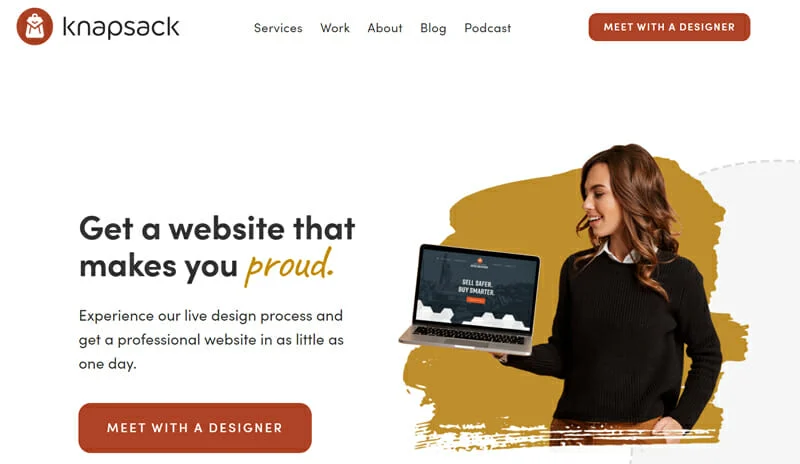 knapsack
Services Work About Blog Podcast
MEET WITH A DESIGNER
Get a website that
makes you proud.
Experience our live design process and
get a professional website in as little as
one day.
SELL SAFER.
BUY SMARTER.
MEET WITH A DESIGNER